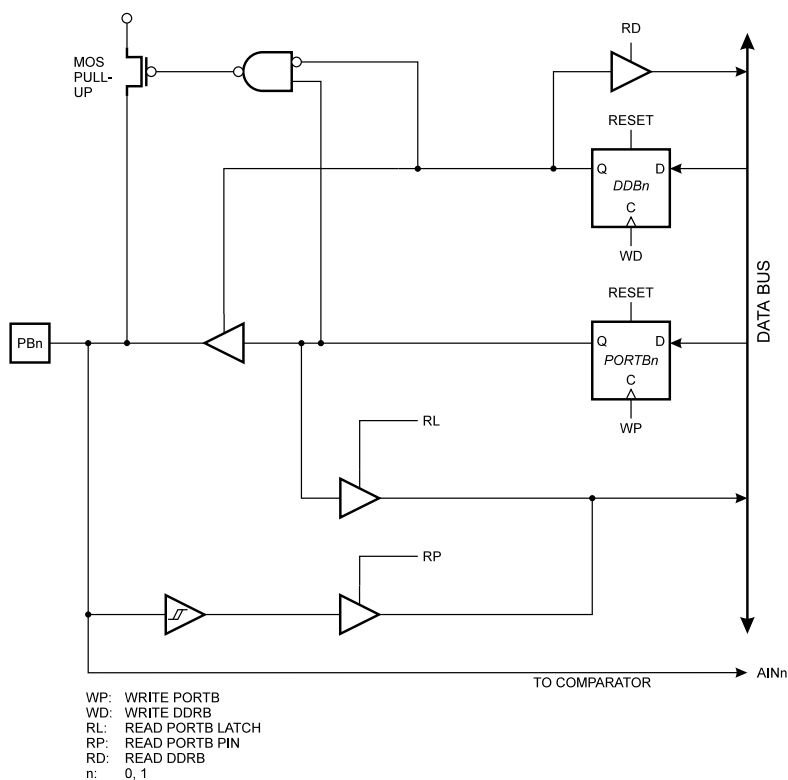 RD
MOS
PULL-
UP
RESET
Q D
DDBn
C
WD
RESET
PBn
Q D
PORTBn
C
WP
DATA BUS
RL
RP
TO COMPARATOR
AINn
WP: WRITE PORTB
WD: WRITE DDRB
RL: READ PORTB LATCH
RP: READ PORTB PIN
RD: READ DDRB
n: 0, 1